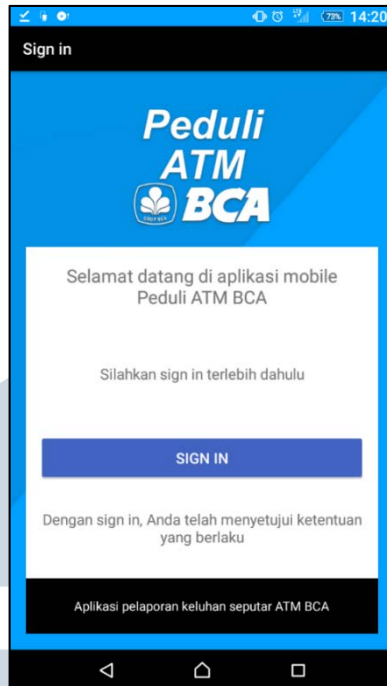 73% 14:20
Sign in
Peduli
ATM
BCA
Selamat datang di aplikasi mobile
Peduli ATM BCA
Silahkan sign in terlebih dahulu
SIGN IN
Dengan sign in, Anda telah menyetujui ketentuan
yang berlaku
Aplikasi pelaporan keluhan seputar ATM BCA